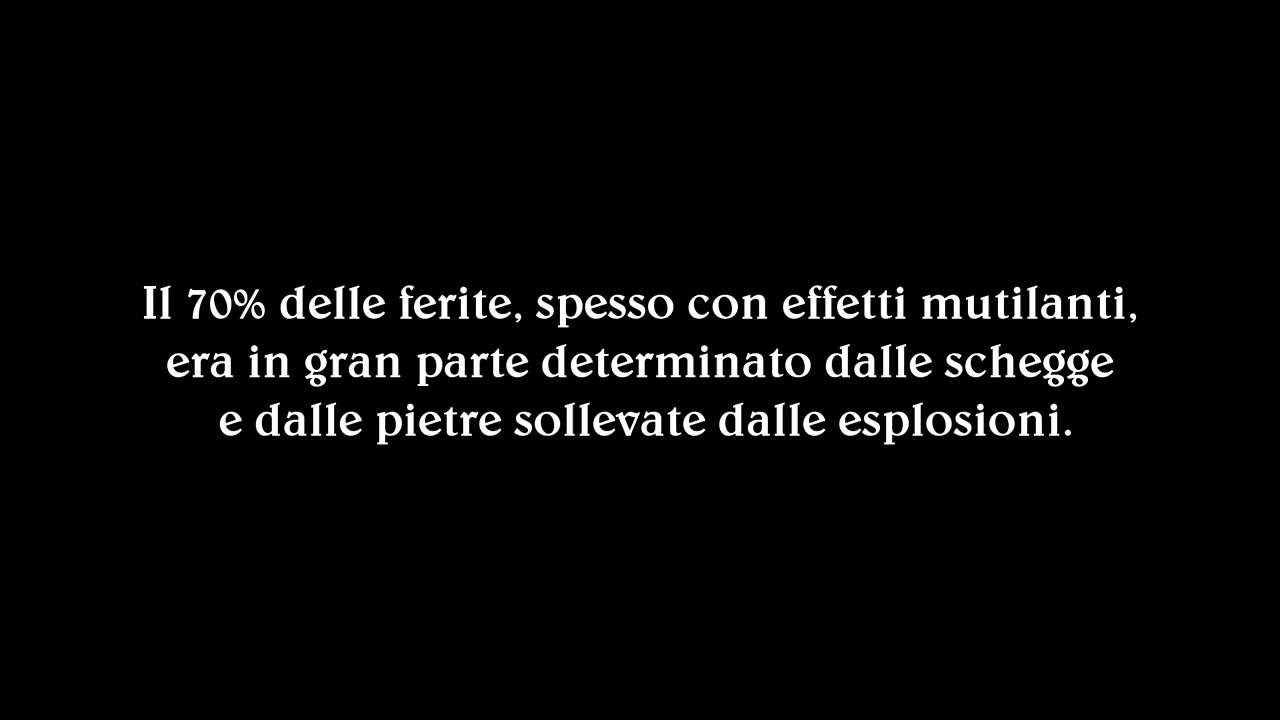 Il 70% delle ferite, spesso con effetti mutilanti,
era in gran parte determinato dalle schegge
e dalle pietre sollevate dalle esplosioni.